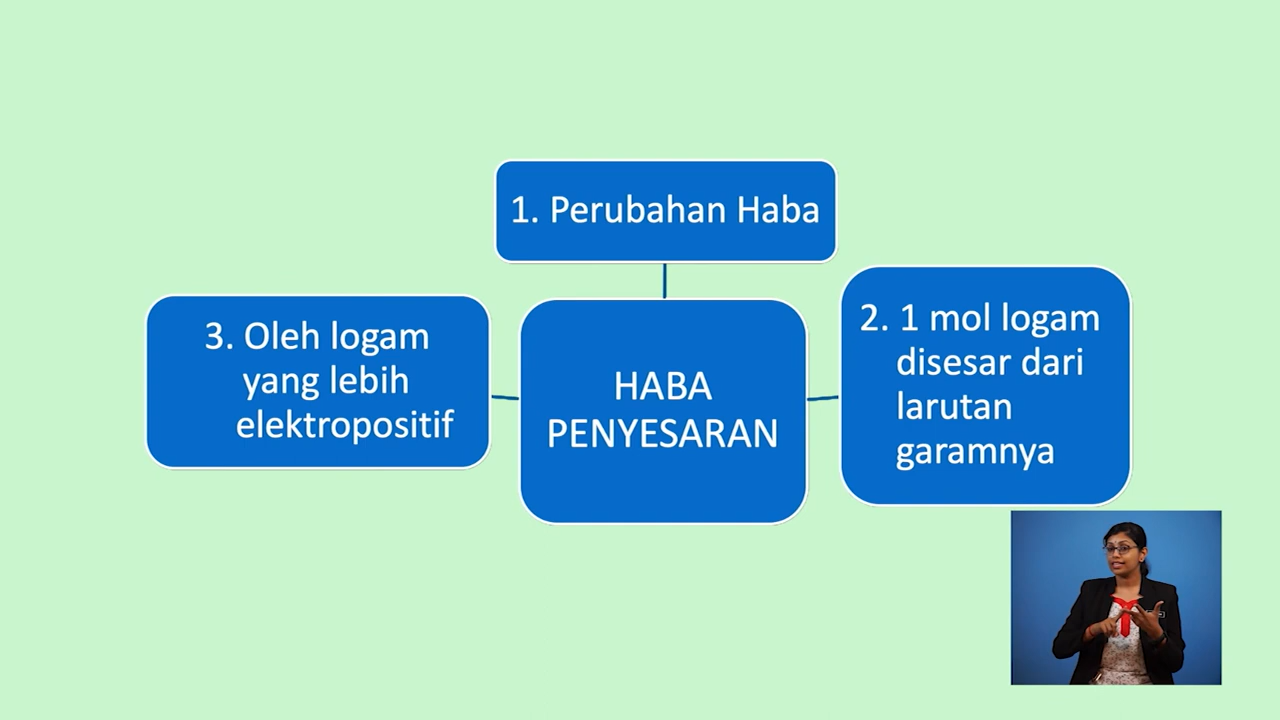 1. Perubahan Haba
2. 1 mol logam
disesar dari
larutan
garamnya
3. Oleh logam
yang lebih
elektropositif
HABA
PENYESARAN